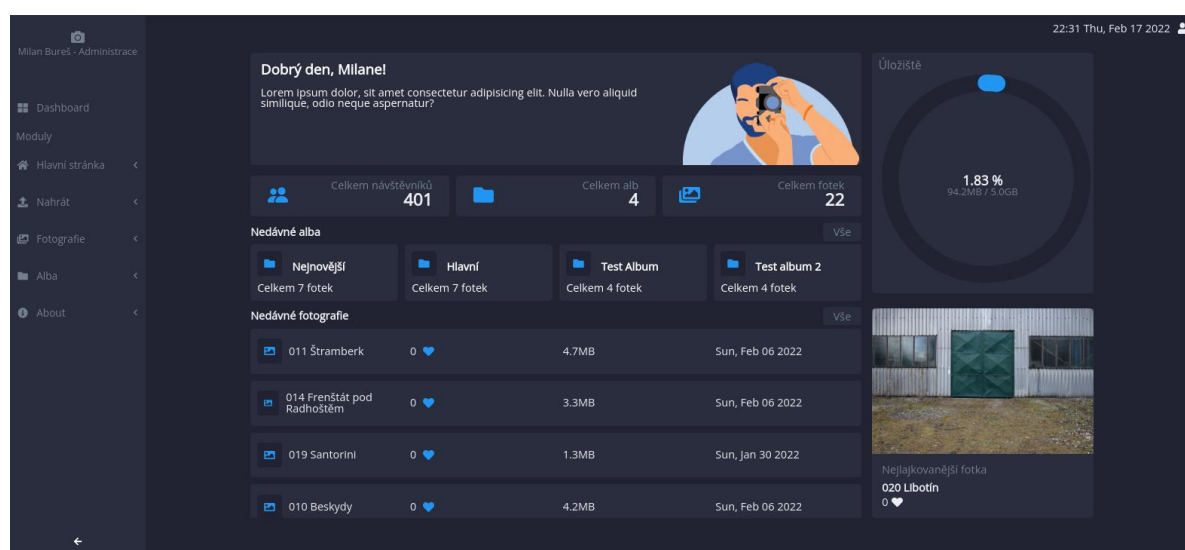 22:31 Thu, Feb 17 2022
Milan Bureš - Administrace
Dashboard
Moduly
Hlavní stránka
Nahrát
Fotografie
Alba
About
Dobrý den, Milane!
Lorem ipsum dolor, sit amet consectetur adipisicing elit. Nulla vero aliquid
similique, odio neque aspernatur?
Celkem návštěvníků
401
Celkem alb
4
Celkem fotek
22
Nedávné alba
Vše
Nejnovější
Celkem 7 fotek
Hlavní
Celkem 7 fotek
Test Album
Celkem 4 fotek
Test album 2
Celkem 4 fotek
Nedávné fotografie
Vše
011 Štramberk 0 4.7MB Sun, Feb 06 2022
014 Frenštát pod
Radhoštěm 0 3.3MB Sun, Feb 06 2022
019 Santorini 0 1.3MB Sun, Jan 30 2022
010 Beskydy 0 4.2MB Sun, Feb 06 2022
Úložiště
1.83 %
94.2MB / 5.0GB
Nejlajkovanější fotka
020 Libotín
0